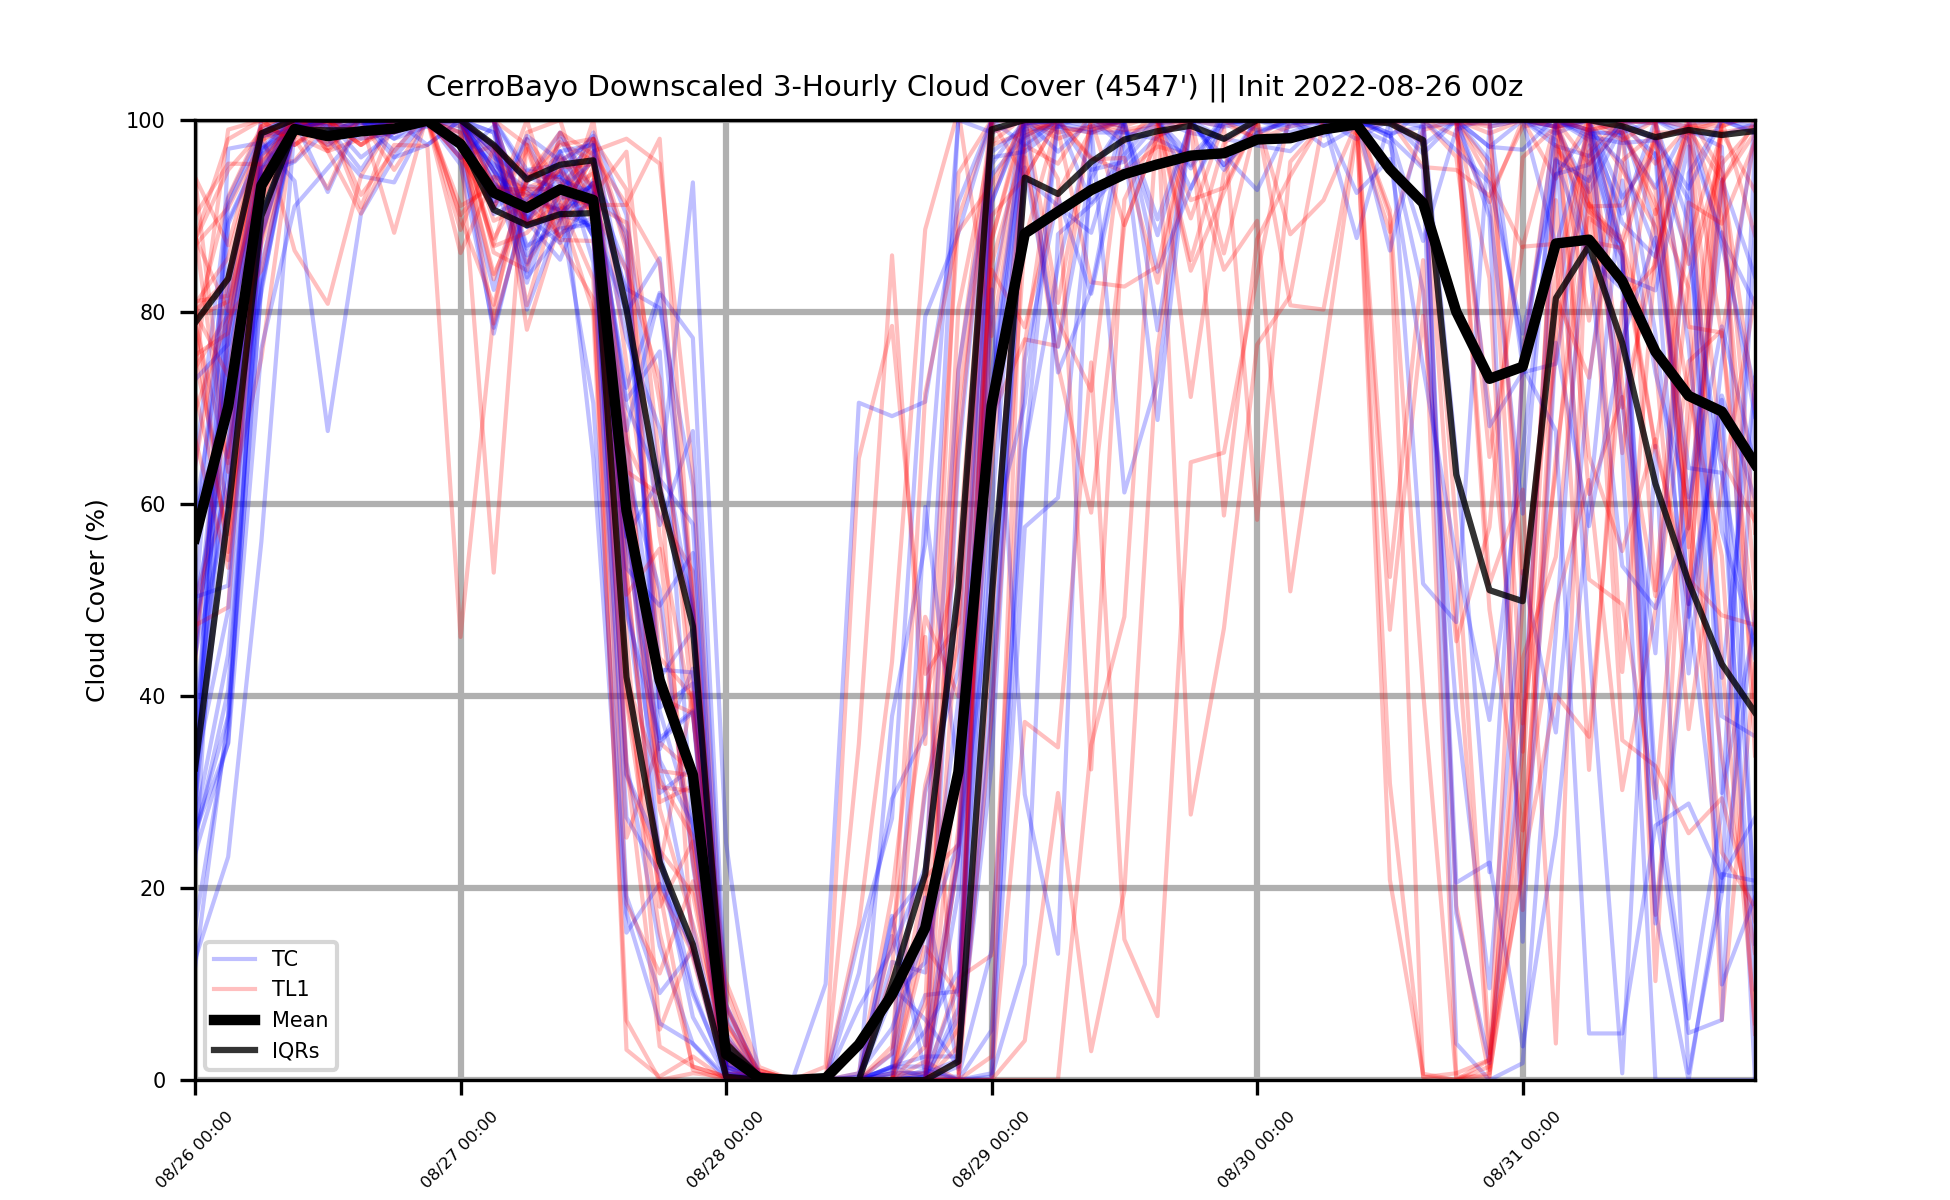 CerroBayo Downscaled 3-Hourly Cloud Cover (4547') || Init 2022-08-26 00z
Cloud Cover (%)
100
80
60
40
20
0
TC
TL1
Mean
IQRs
08/26 00:00
08/27 00:00
08/28 00:00
08/29 00:00
08/30 00:00
08/31 00:00